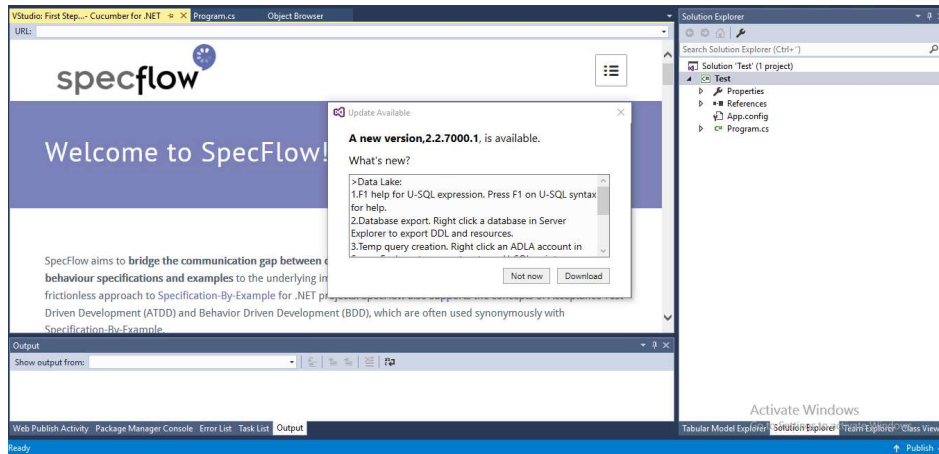 VStudio: First Step...- Cucumber for .NET
Program.cs
Object Browser
URL:
specflow
Welcome to SpecFlow!
SpecFlow aims to bridge the communication gap between
behaviour specifications and examples to the underlying
frictionless approach to Specification-By-Example for .NET
Driven Development (ATDD) and Behavior Driven Development (BDD), which are often used synonymously with
Specification-By-Example.
Update Available
A new version,2.2.7000.1, is available.
What's new?
>Data Lake:
1.F1 help for U-SQL expression. Press F1 on U-SQL syntax
for help.
2.Database export. Right click a database in Server
Explorer to export DDL and resources.
3.Temp query creation. Right click an ADLA account in
Not now
Download
Output
Show output from:
Web Publish Activity Package Manager Console Error List Task List Output
Ready
Solution Explorer
Search Solution Explorer (Ctrl+¨)
Solution 'Test' (1 project)
Test
Properties
References
App.config
Program.cs
Activate Windows
Go to Settings to activate Windows.
Tabular Model Explorer Solution Explorer Team Explorer Class View
Publish